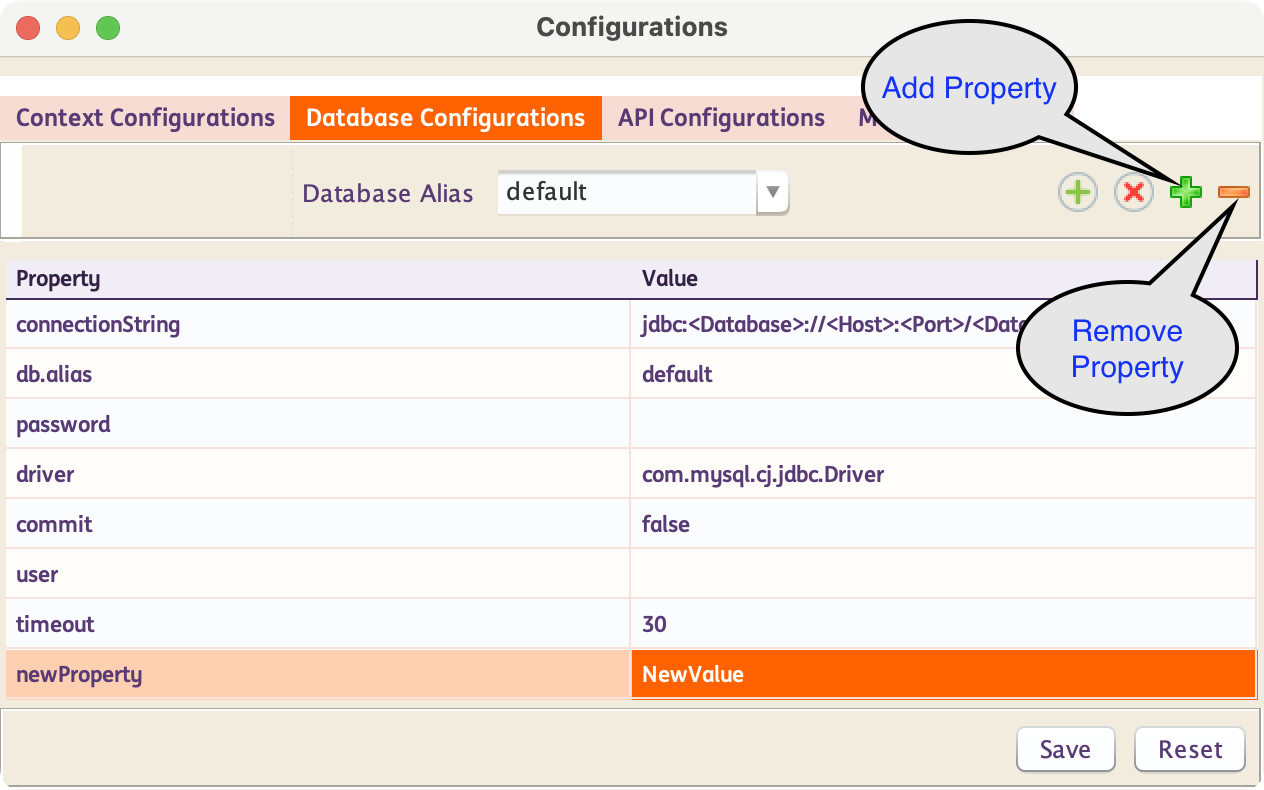 Configurations
Add Property
Context Configurations Database Configurations API Configurations
Database Alias default
Property Value
connectionString jdbc:<Database>://<Host>:<Port>/<Data
Remove
Property
db.alias default
password
driver com.mysql.cj.jdbc.Driver
commit false
user
timeout 30
newProperty NewValue
Save Reset